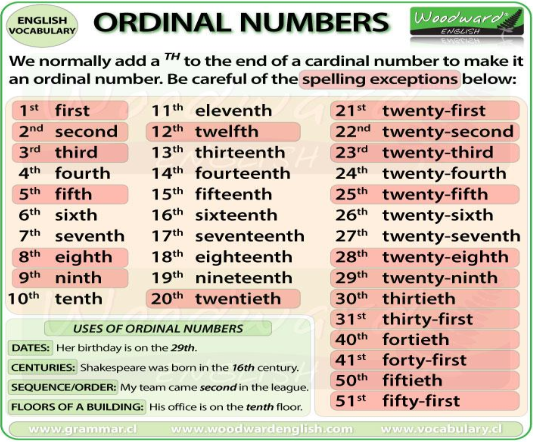 ENGLISH
VOCABULARY
ORDINAL NUMBERS
Woodward®
ENGLISH
We normally add a TH to the end of a cardinal number to make it
an ordinal number. Be careful of the spelling exceptions below:
1st first
2nd second
3rd third
4th fourth
5th fifth
6th sixth
7th seventh
8th eighth
9th ninth
10th tenth
11th eleventh
12th twelfth
13th thirteenth
14th fourteenth
15th fifteenth
16th sixteenth
17th seventeenth
18th eighteenth
19th nineteenth
20th twentieth
21st twenty-first
22nd twenty-second
23rd twenty-third
24th twenty-fourth
25th twenty-fifth
26th twenty-sixth
27th twenty-seventh
28th twenty-eighth
29th twenty-ninth
30th thirtieth
31st thirty-first
40th fortieth
41st forty-first
50th fiftieth
51st fifty-first
USES OF ORDINAL NUMBERS
DATES: Her birthday is on the 29th.
CENTURIES: Shakespeare was born in the 16th century.
SEQUENCE/ORDER: My team came second in the league.
FLOORS OF A BUILDING: His office is on the tenth floor.
www.grammar.cl www.woodwardenglish.com www.vocabulary.cl